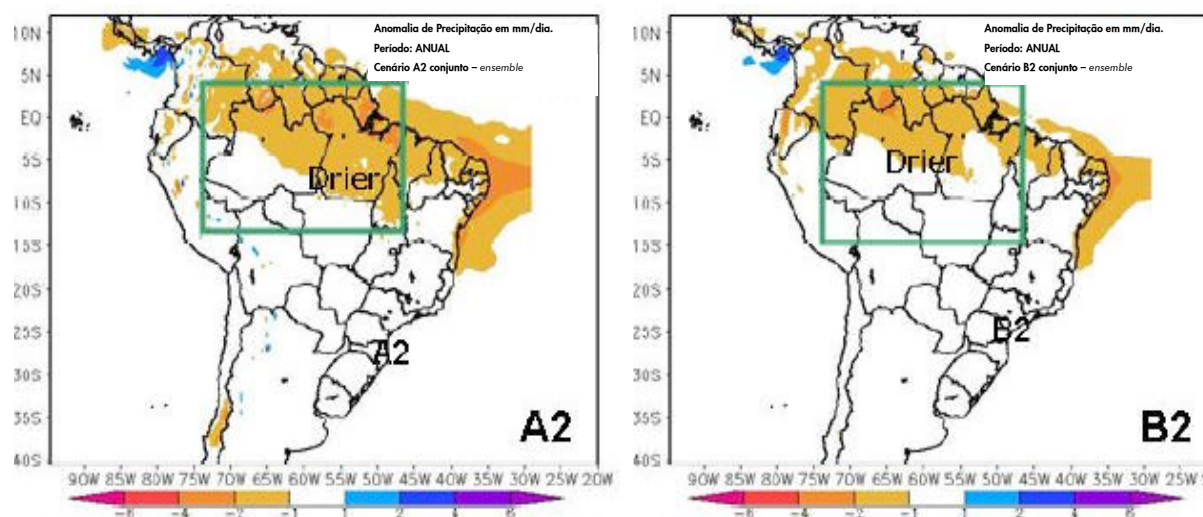 Anomalia de Precipitação em mm/dia.
Período: ANUAL
Cenário A2 conjunto – ensemble
10N
5N
EQ
5S
10S
15S
20S
25S
30S
35S
40S
Drier
A2
A2
90W 85W 80W 75W 70W 65W 60W 55W 50W 45W 40W 35W 30W 25W 20W
-6 -4 -2 -1 1 2 4 6
Anomalia de Precipitação em mm/dia.
Período: ANUAL
Cenário B2 conjunto – ensemble
10N
5N
EQ
5S
10S
15S
20S
25S
30S
35S
40S
Drier
B2
B2
90W 85W 80W 75W 70W 65W 60W 55W 50W 45W 40W 35W 30W 25W 20W
-6 -4 -2 -1 1 2 4 6